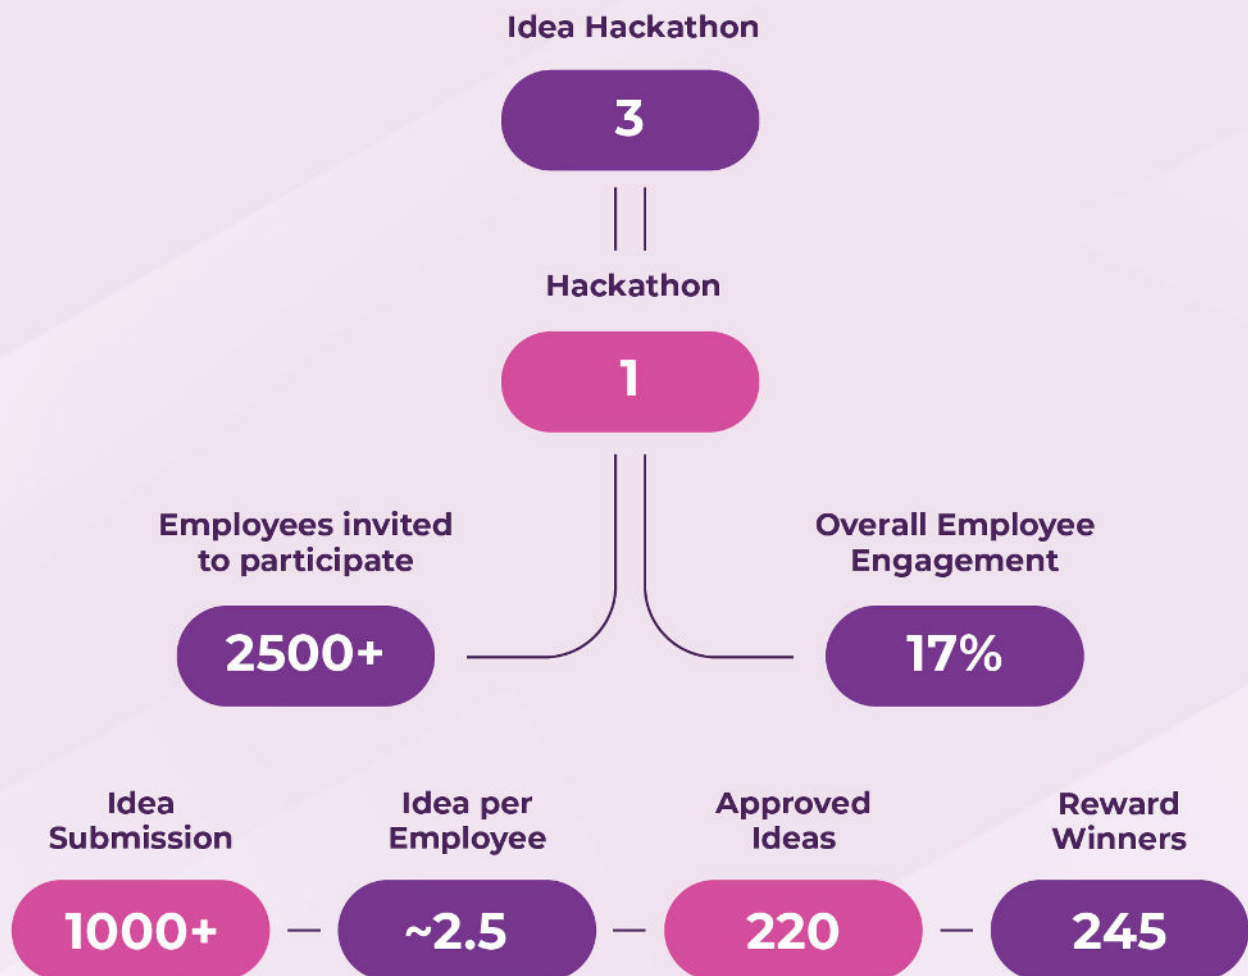 Idea Hackathon
3
Hackathon
1
Employees invited
to participate
2500+
Overall Employee
Engagement
17%
Idea
Submission
1000+
Idea per
Employee
~2.5
Approved
Ideas
220
Reward
Winners
245